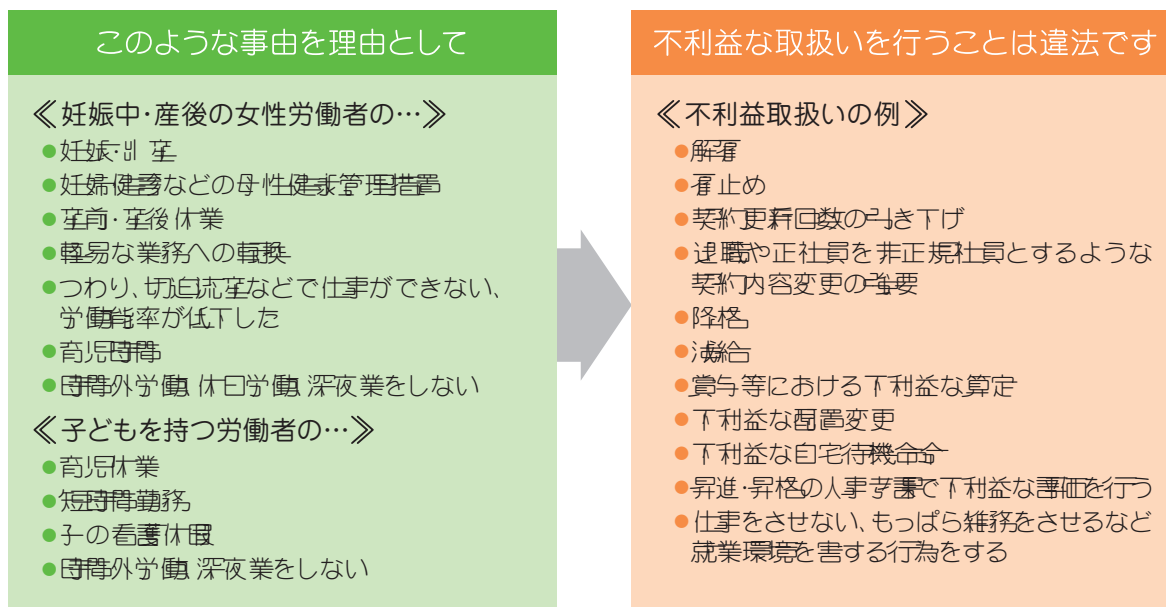 このような事由を理由として
≪妊娠中・産後の女性労働者の…≫
●妊娠・出産
●妊婦健診などの母性健康管理措置
●産前・産後休業
●軽易な業務への転換
●つわり、切迫流産などで仕事ができない、
労働能率が低下した
●育児時間
●時間外労働、休日労働、深夜業をしない
≪子どもを持つ労働者の…≫
●育児休業
●短時間勤務
●子の看護休暇
●時間外労働、深夜業をしない
不利益な取扱いを行うことは違法です
≪不利益取扱いの例≫
●解雇
●雇止め
●契約更新回数の引き下げ
●退職や正社員を非正規社員とするような
契約内容変更の強要
●降格
●減給
●賞与等における不利益な算定
●不利益な配置変更
●不利益な自宅待機命令
●昇進・昇格の人事考課で不利益な評価を行う
●仕事をさせない、もっぱら雑務をさせるなど
就業環境を害する行為をする